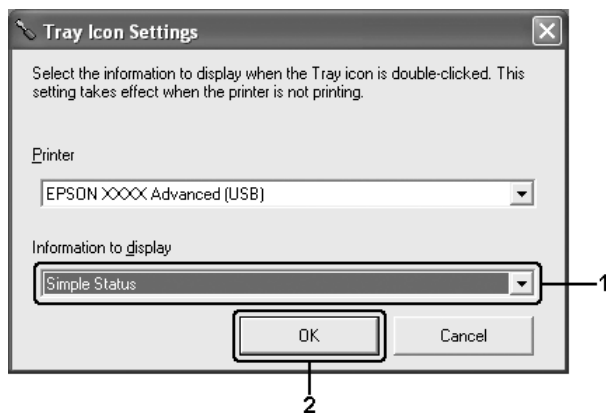 Tray Icon Settings
Select the information to display when the Tray icon is double-clicked. This
setting takes effect when the printer is not printing.
Printer
EPSON XXXX Advanced (USB)
Information to display
Simple Status
1
OK
Cancel
2